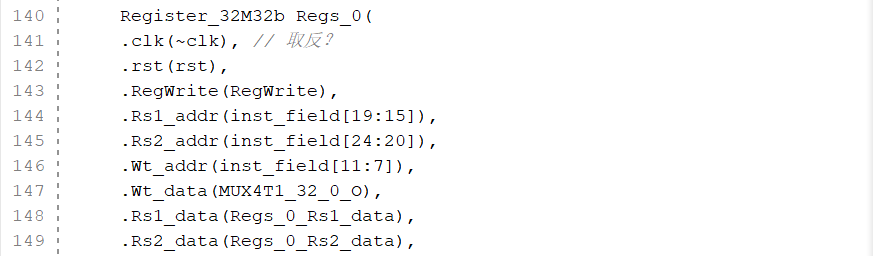 140 Register_32M32b Regs_0(
141 .clk(~clk), // 取反?
142 .rst(rst),
143 .RegWrite(RegWrite),
144 .Rs1_addr(inst_field[19:15]),
145 .Rs2_addr(inst_field[24:20]),
146 .Wt_addr(inst_field[11:7]),
147 .Wt_data(MUX4T1_32_0_O),
148 .Rs1_data(Regs_0_Rs1_data),
149 .Rs2_data(Regs_0_Rs2_data),